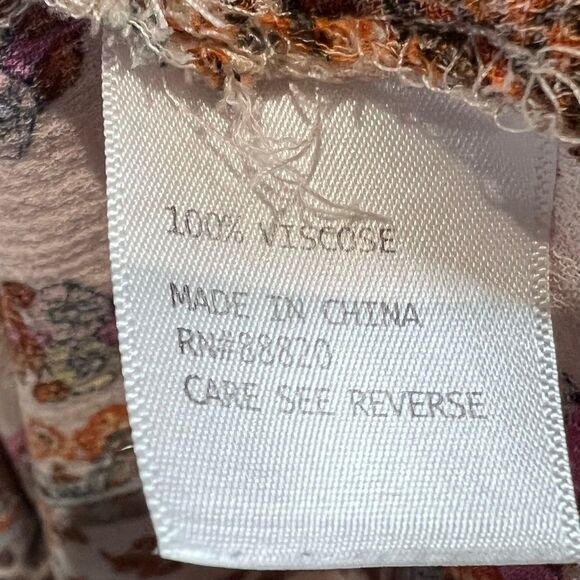 100% VISCOSE
MADE IN CHINA
RN#88820
CARE SEE REVERSE